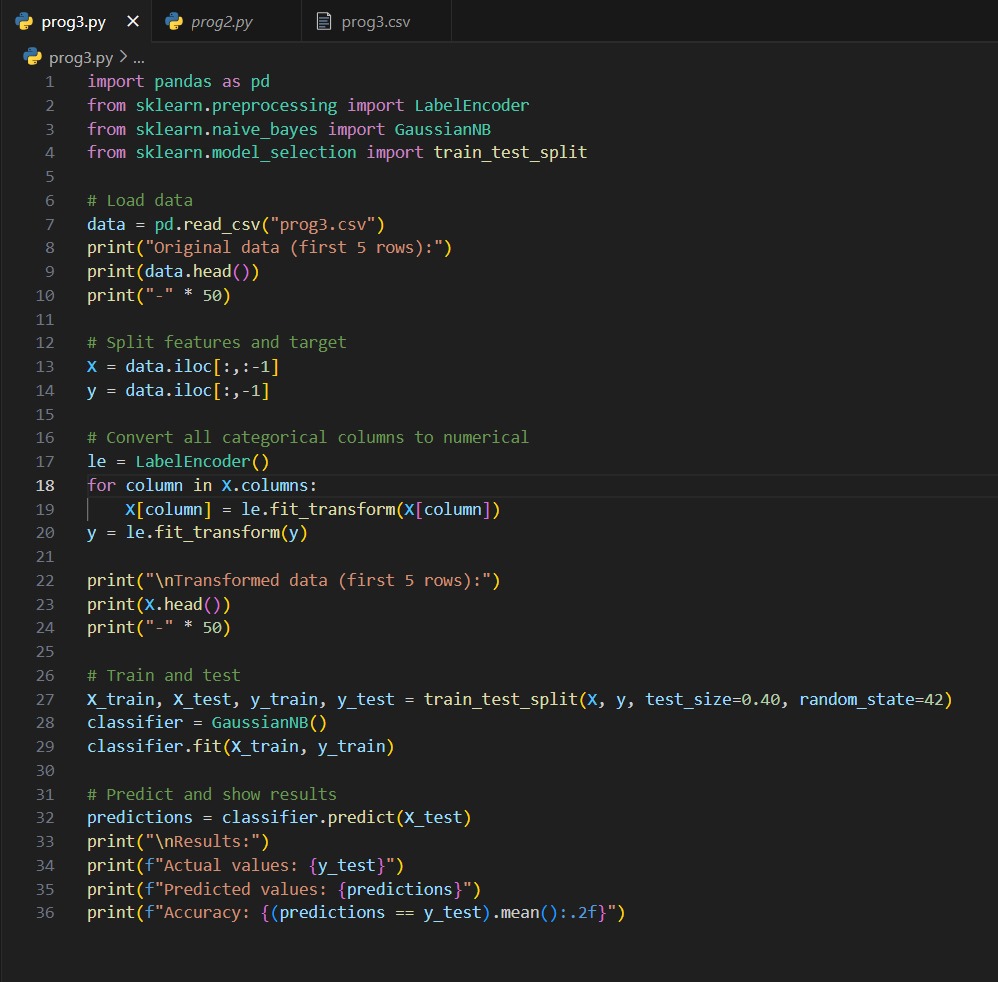 prog3.py
prog2.py
prog3.csv
prog3.py > ...
1 import pandas as pd
2 from sklearn.preprocessing import LabelEncoder
3 from sklearn.naive_bayes import GaussianNB
4 from sklearn.model_selection import train_test_split
5
6 # Load data
7 data = pd.read_csv("prog3.csv")
8 print("Original data (first 5 rows):")
9 print(data.head())
10 print("-" * 50)
11
12 # Split features and target
13 X = data.iloc[:,:-1]
14 y = data.iloc[:,-1]
15
16 # Convert all categorical columns to numerical
17 le = LabelEncoder()
18 for column in X.columns:
19     X[column] = le.fit_transform(X[column])
20 y = le.fit_transform(y)
21
22 print("\nTransformed data (first 5 rows):")
23 print(X.head())
24 print("-" * 50)
25
26 # Train and test
27 X_train, X_test, y_train, y_test = train_test_split(X, y, test_size=0.40, random_state=42)
28 classifier = GaussianNB()
29 classifier.fit(X_train, y_train)
30
31 # Predict and show results
32 predictions = classifier.predict(X_test)
33 print("\nResults:")
34 print(f"Actual values: {y_test}")
35 print(f"Predicted values: {predictions}")
36 print(f"Accuracy: {(predictions == y_test).mean():.2f}")